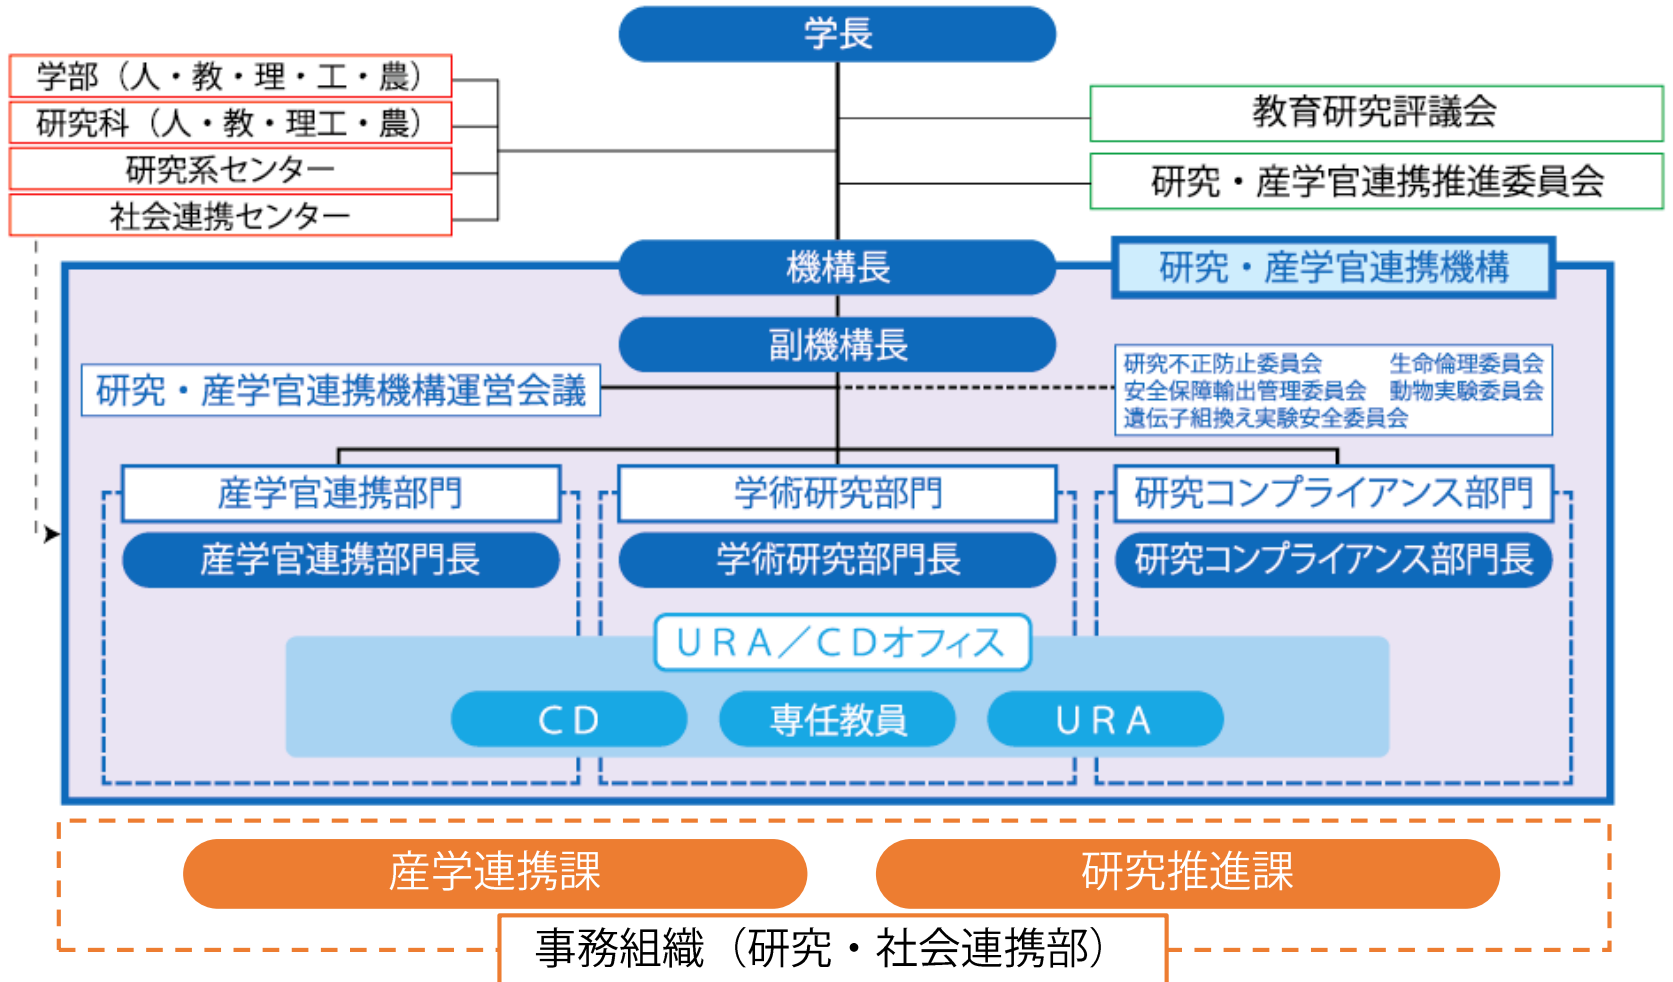 学長
学部（人・教・理・工・農）
研究科（人・教・理工・農）
研究系センター
社会連携センター
教育研究評議会
研究・産学官連携推進委員会
機構長
研究・産学官連携機構
副機構長
研究・産学官連携機構運営会議
研究不正防止委員会　生命倫理委員会
安全保障輸出管理委員会　動物実験委員会
遺伝子組換え実験安全委員会
産学官連携部門
学術研究部門
研究コンプライアンス部門
産学官連携部門長
学術研究部門長
研究コンプライアンス部門長
ＵＲＡ／ＣＤオフィス
ＣＤ
専任教員
ＵＲＡ
産学連携課
研究推進課
事務組織（研究・社会連携部）